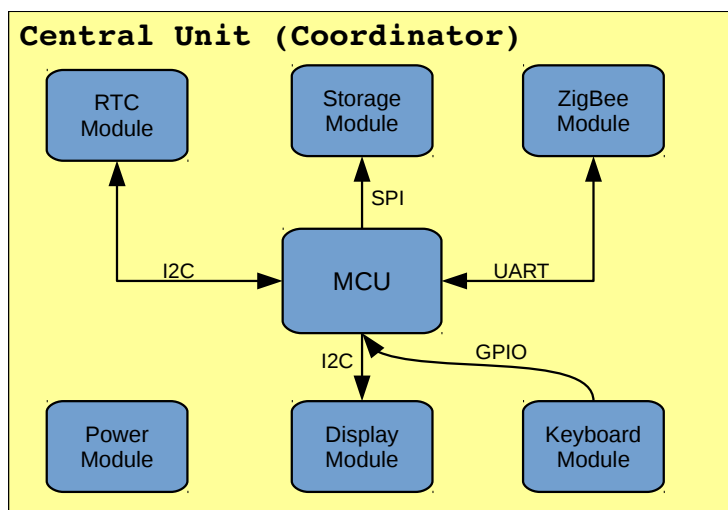 Central Unit (Coordinator)
RTC
Module
Storage
Module
ZigBee
Module
SPI
I2C
MCU
UART
I2C
GPIO
Power
Module
Display
Module
Keyboard
Module